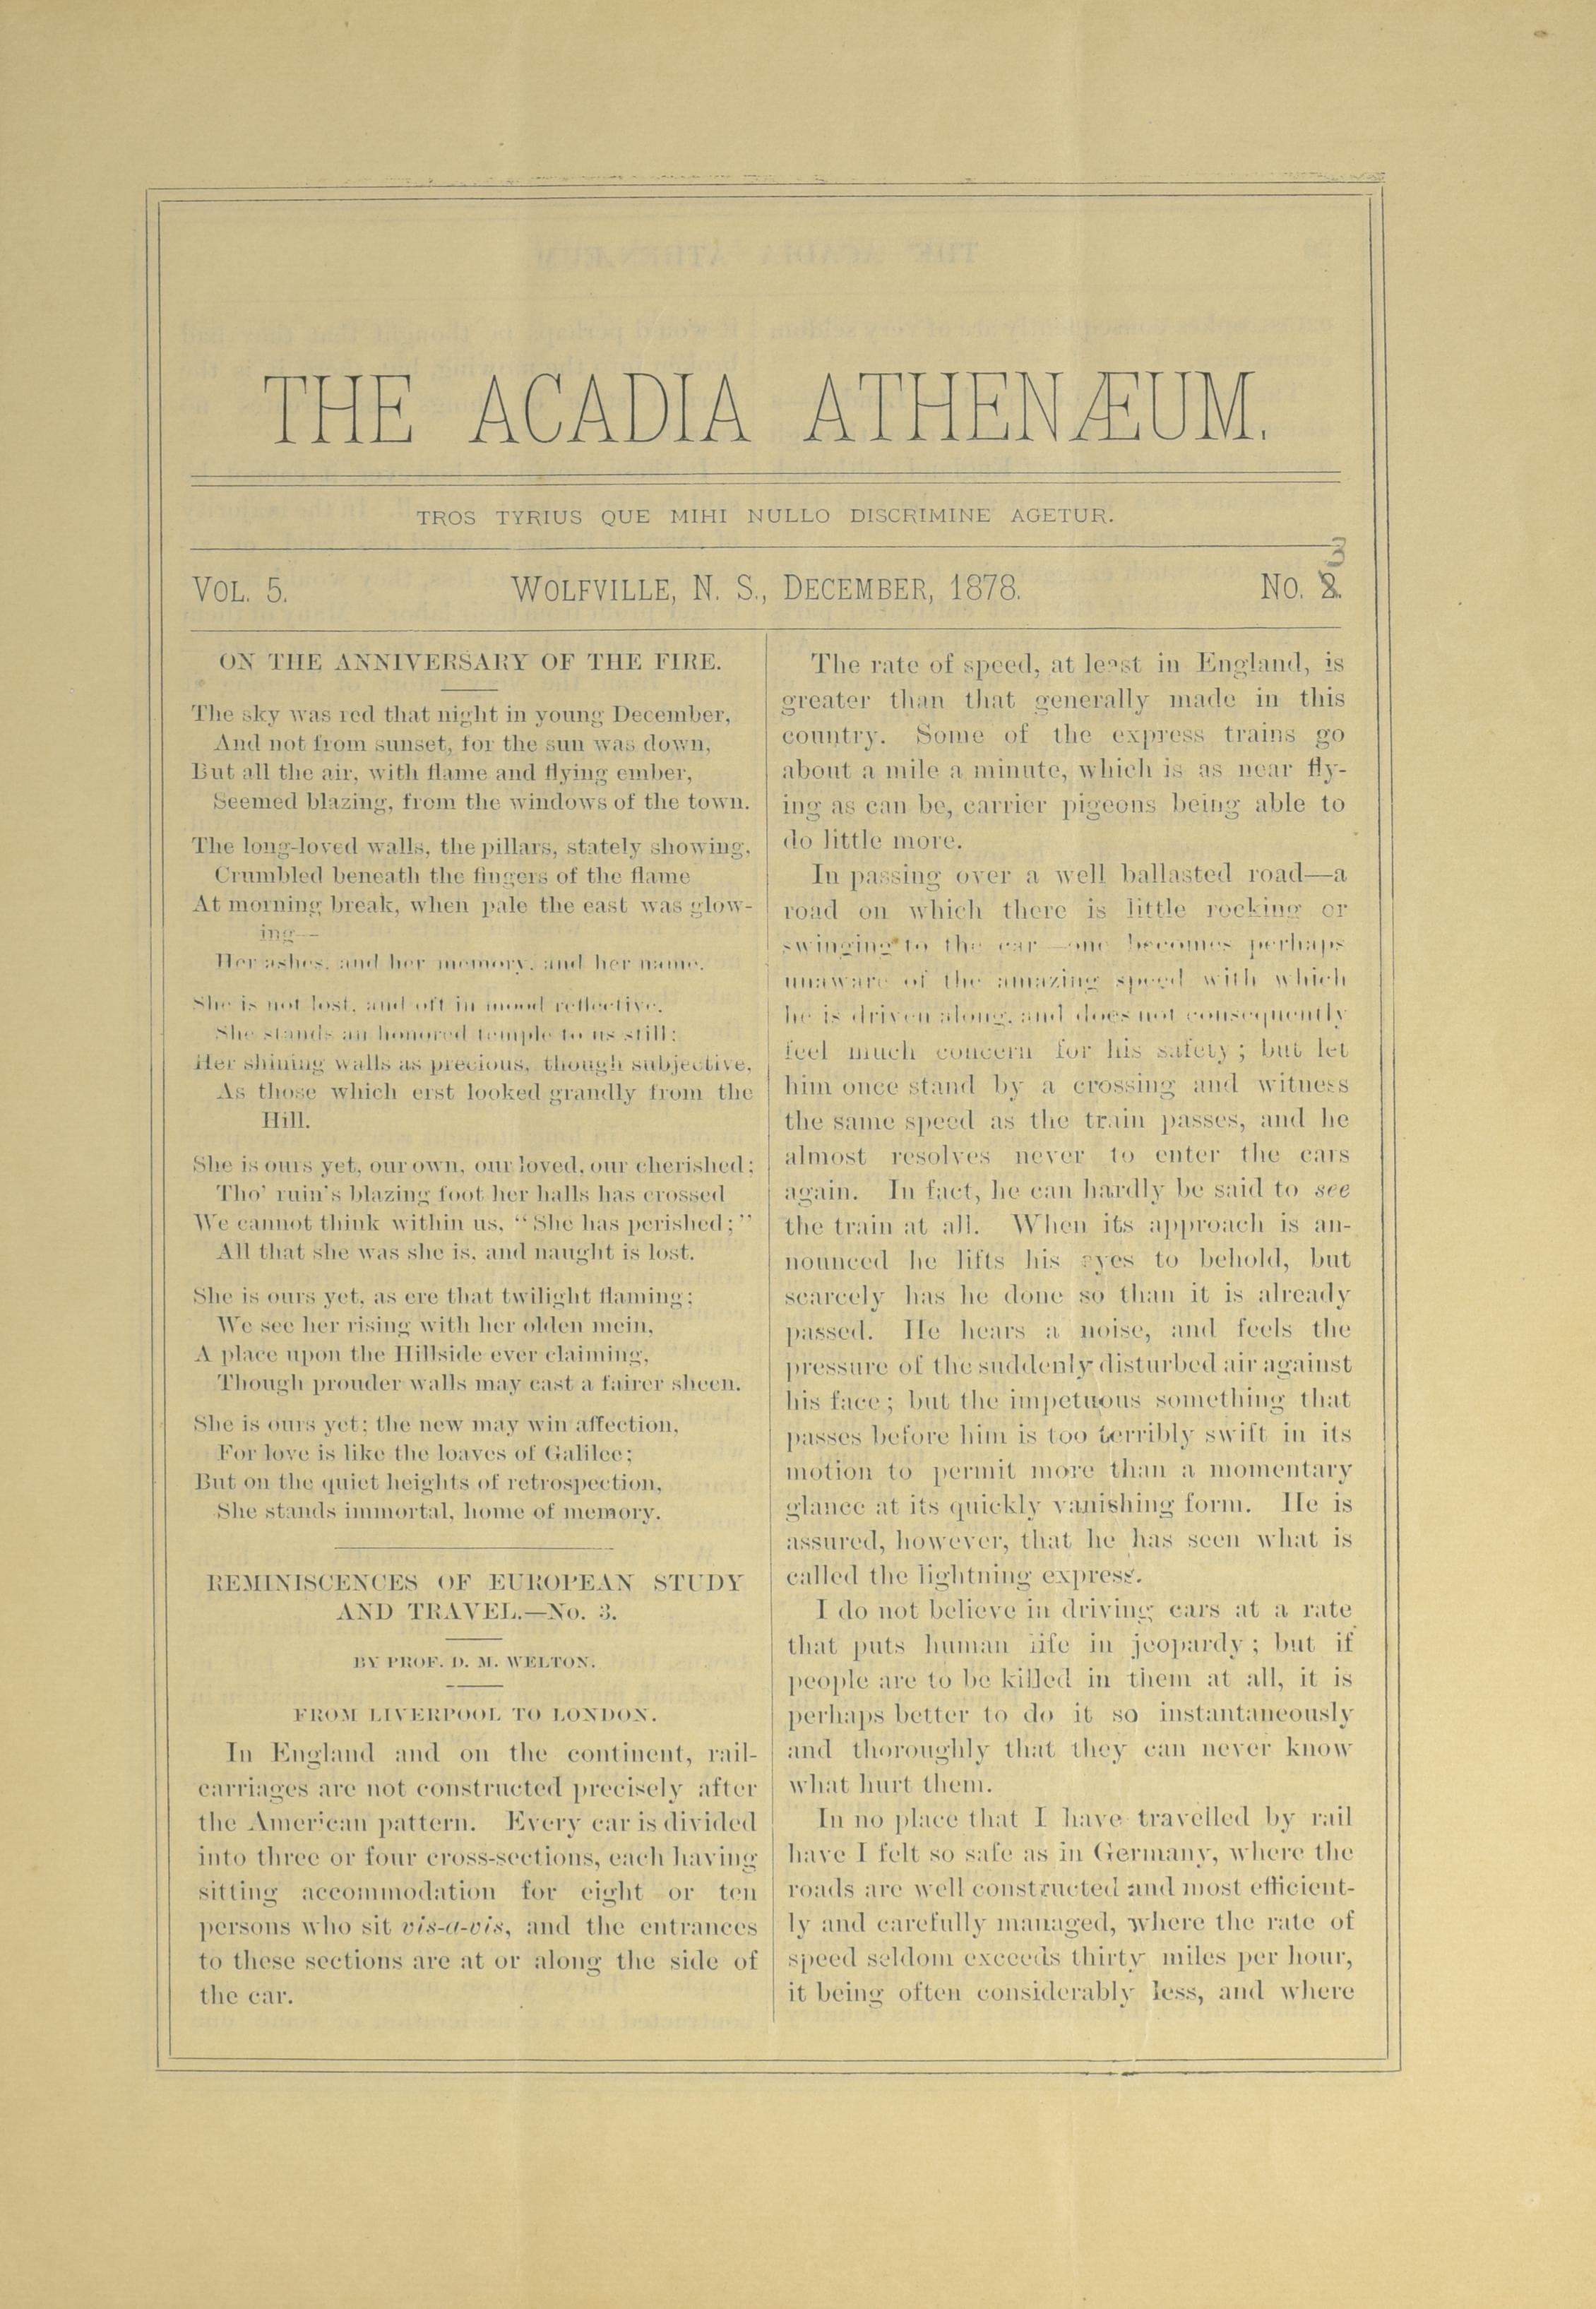 THE ACADIA ATHENÆUM.
TROS TYRIUS QUE MIHI NULLO DISCRIMINE AGETUR.
VOL. 5. WOLFVILLE, N. S., DECEMBER, 1878. NO. 2.
3
ON THE ANNIVERSARY OF THE FIRE.
The sky was red that night in young December,
And not from sunset, for the sun was down,
But all the air, with flame and flying ember,
Seemed blazing, from the windows of the town.
The long-loved walls, the pillars, stately showing,
Crumbled beneath the fingers of the flame
At morning break, when pale the east was glow-
ing—
Her ashes, and her memory, and her name.
She is not lost, and oft in mood reflective,
She stands an honored temple to us still;
Her shining walls as precious, though subjective,
As those which erst looked grandly from the
Hill.
She is ours yet, our own, our loved, our cherished;
Tho' ruin's blazing foot her halls has crossed
We cannot think within us, "She has perished;"
All that she was she is, and naught is lost.
She is ours yet, as ere that twilight flaming;
We see her rising with her olden mein,
A place upon the Hillside ever claiming,
Though prouder walls may cast a fairer sheen.
She is ours yet; the new may win affection,
For love is like the loaves of Galilee;
But on the quiet heights of retrospection,
She stands immortal, home of memory.
REMINISCENCES OF EUROPEAN STUDY
AND TRAVEL.—No. 3.
BY PROF. D. M. WELTON.
FROM LIVERPOOL TO LONDON.
In England and on the continent, rail-
carriages are not constructed precisely after
the American pattern. Every car is divided
into three or four cross-sections, each having
sitting accommodation for eight or ten
persons who sit vis-a-vis, and the entrances
to these sections are at or along the side of
the car.
The rate of speed, at least in England, is
greater than that generally made in this
country. Some of the express trains go
about a mile a minute, which is as near fly-
ing as can be, carrier pigeons being able to
do little more.
In passing over a well ballasted road—a
road on which there is little rocking or
swinging to the car—one becomes perhaps
unaware of the amazing speed with which
he is driven along, and does not consequently
feel much concern for his safety; but let
him once stand by a crossing and witness
the same speed as the train passes, and he
almost resolves never to enter the cars
again. In fact, he can hardly be said to see
the train at all. When its approach is an-
nounced he lifts his eyes to behold, but
scarcely has he done so than it is already
passed. He hears a noise, and feels the
pressure of the suddenly disturbed air against
his face; but the impetuous something that
passes before him is too terribly swift in its
motion to permit more than a momentary
glance at its quickly vanishing form. He is
assured, however, that he has seen what is
called the lightning express.
I do not believe in driving cars at a rate
that puts human life in jeopardy; but if
people are to be killed in them at all, it is
perhaps better to do it so instantaneously
and thoroughly that they can never know
what hurt them.
In no place that I have travelled by rail
have I felt so safe as in Germany, where the
roads are well constructed and most efficient-
ly and carefully managed, where the rate of
speed seldom exceeds thirty miles per hour,
it being often considerably less, and where